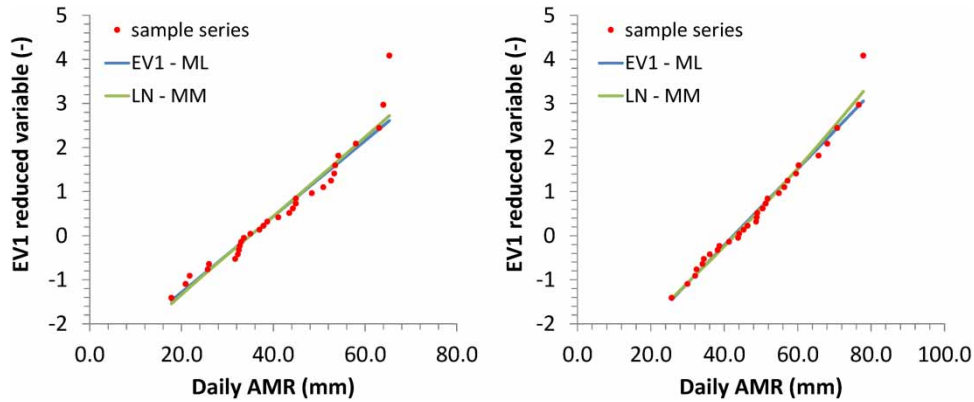 5
4
3
2
1
0
-1
-2
EV1 reduced variable (-)
sample series
EV1 - ML
LN - MM
0.0 20.0 40.0 60.0 80.0
Daily AMR (mm)
5
4
3
2
1
0
-1
-2
EV1 reduced variable (-)
sample series
EV1 - ML
LN - MM
0.0 20.0 40.0 60.0 80.0 100.0
Daily AMR (mm)